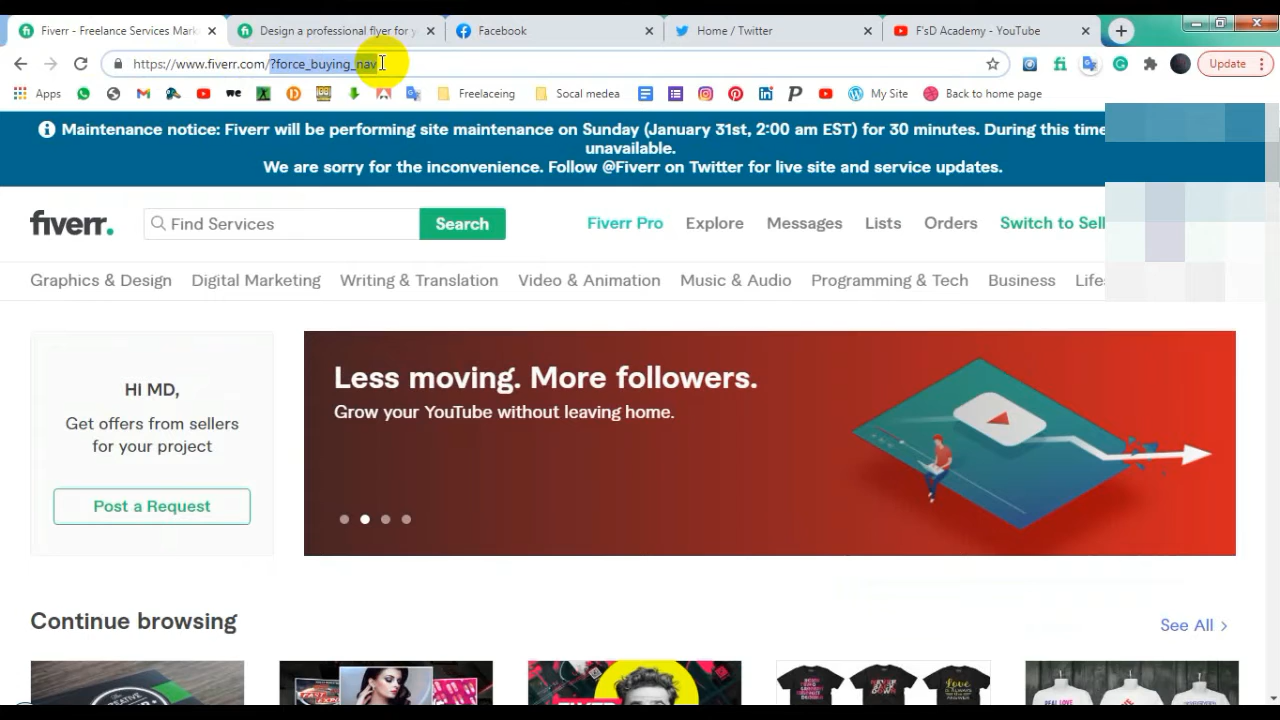 Fiverr - Freelance Services Mark
Design a professional flyer for y
Facebook
Home / Twitter
F'sD Academy - YouTube
https://www.fiverr.com/?force_buying_nav
Update
Apps
we
Freelaceing
Sosal medea
My Site
Back to home page
Maintenance notice: Fiverr will be performing site maintenance on Sunday (January 31st, 2:00 am EST) for 30 minutes. During this time
unavailable.
We are sorry for the inconvenience. Follow @Fiverr on Twitter for live site and service updates.
fiverr.
Find Services
Search
Fiverr Pro
Explore
Messages
Lists
Orders
Switch to Sell
Graphics & Design
Digital Marketing
Writing & Translation
Video & Animation
Music & Audio
Programming & Tech
Business
Life
HI MD,
Get offers from sellers
for your project
Post a Request
Less moving. More followers.
Grow your YouTube without leaving home.
Continue browsing
See All >